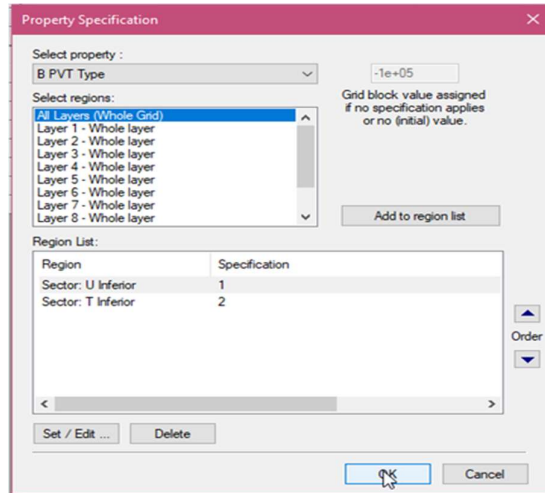 Property Specification
Select property :
B PVT Type
-1e+05
Select regions:
Grid block value assigned
if no specification applies
or no (initial) value.
All Layers (Whole Grid)
Layer 1 - Whole layer
Layer 2 - Whole layer
Layer 3 - Whole layer
Layer 4 - Whole layer
Layer 5 - Whole layer
Layer 6 - Whole layer
Layer 7 - Whole layer
Layer 8 - Whole layer
Add to region list
Region List:
Region Specification
Sector: U Inferior 1
Sector: T Inferior 2
Order
Set / Edit ... Delete
OK Cancel